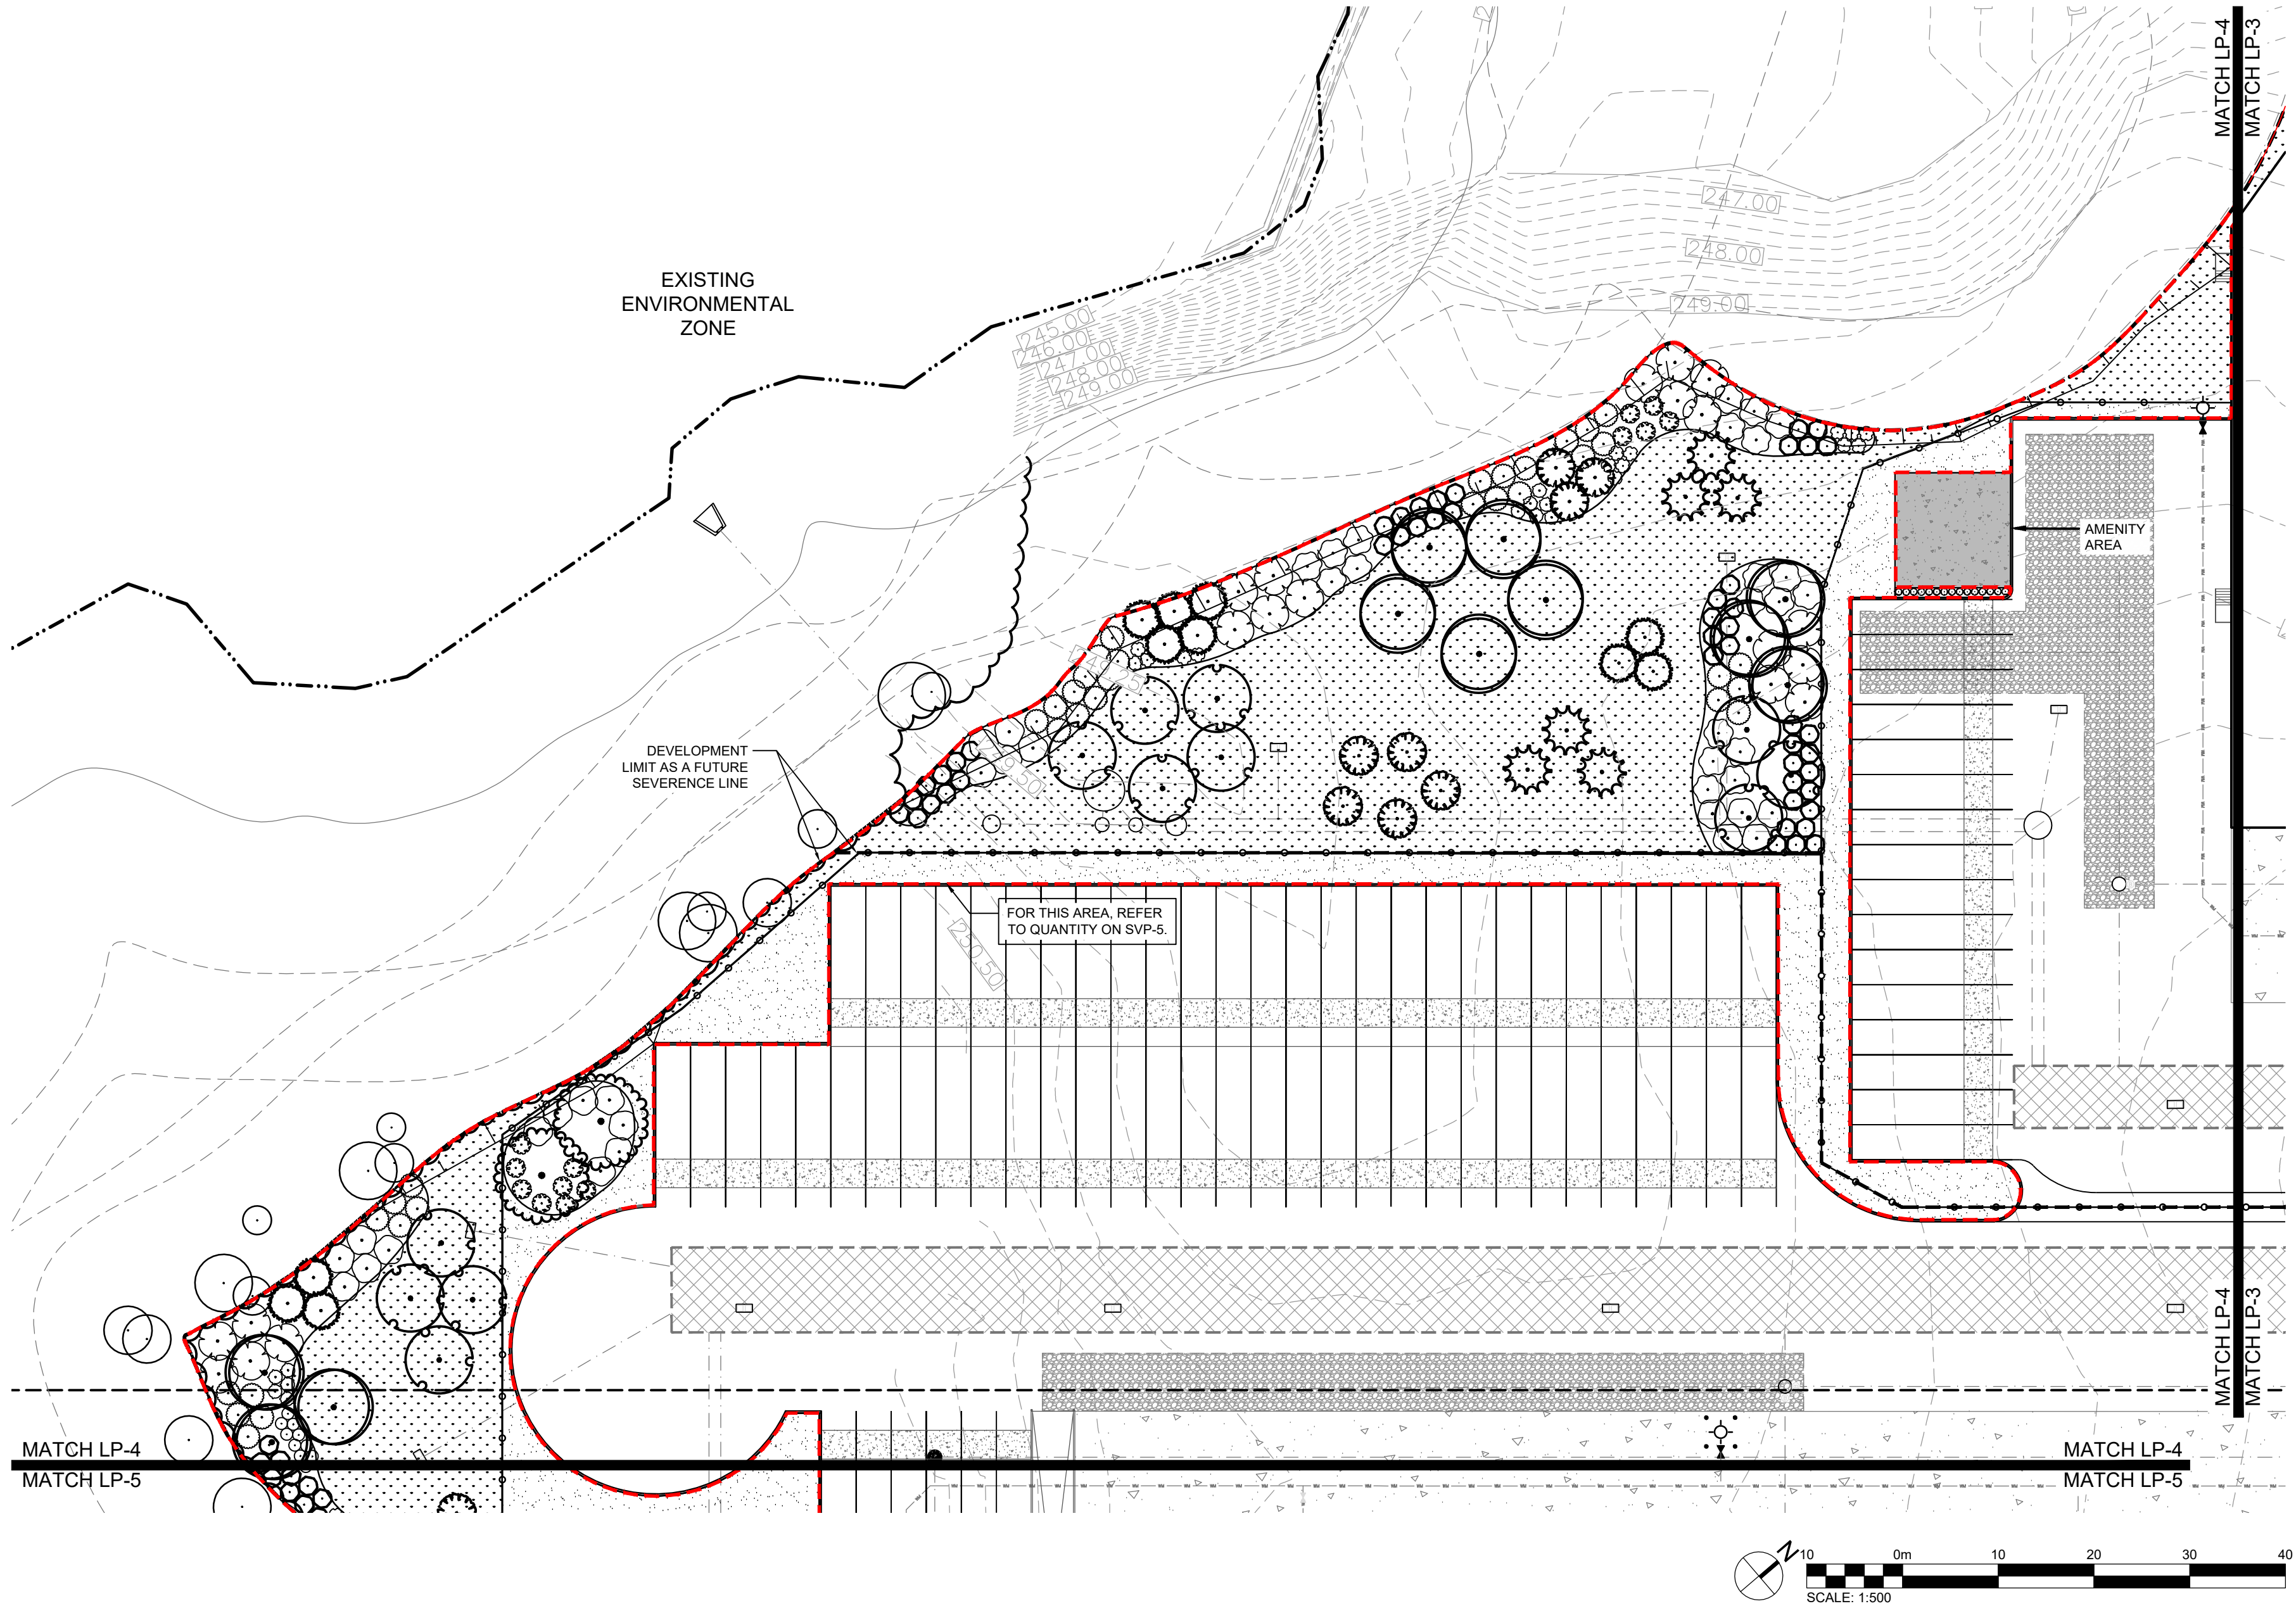 MATCH LP-4
MATCH LP-3
247.00
248.00
249.00
EXISTING
ENVIRONMENTAL
ZONE
245.00
246.00
247.00
248.00
249.00
AMENITY
AREA
DEVELOPMENT
LIMIT AS A FUTURE
SEVERENCE LINE
FOR THIS AREA, REFER
TO QUANTITY ON SVP-5.
250.50
MATCH LP-4
MATCH LP-3
MATCH LP-4
MATCH LP-5
MATCH LP-4
MATCH LP-5
N
10 0m 10 20 30 40
SCALE: 1:500